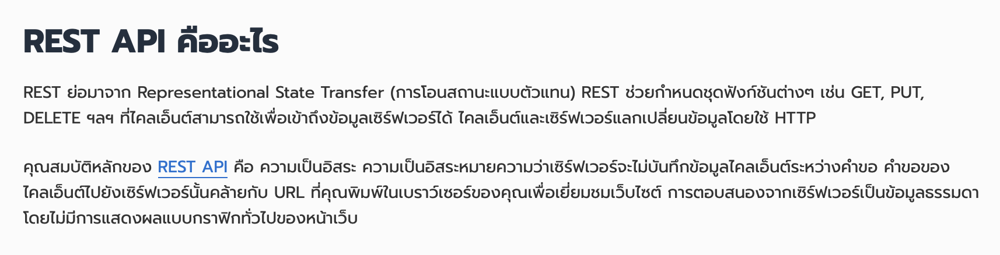 REST API คืออะไร
REST ย่อมาจาก Representational State Transfer (การโอนสถานะแบบตัวแทน) REST ช่วยกำหนดชุดฟังก์ชันต่างๆ เช่น GET, PUT,
DELETE ฯลฯ ที่ไคลเอ็นต์สามารถใช้เพื่อเข้าถึงข้อมูลเซิร์ฟเวอร์ได้ ไคลเอ็นต์และเซิร์ฟเวอร์แลกเปลี่ยนข้อมูลโดยใช้ HTTP
คุณสมบัติหลักของ REST API คือ ความเป็นอิสระ ความเป็นอิสระหมายความว่าเซิร์ฟเวอร์จะไม่บันทึกข้อมูลไคลเอ็นต์ระหว่างคำขอ คำขอของ
ไคลเอ็นต์ไปยังเซิร์ฟเวอร์นั้นคล้ายกับ URL ที่คุณพิมพ์ในเบราว์เซอร์ของคุณเพื่อเยี่ยมชมเว็บไซต์ การตอบสนองจากเซิร์ฟเวอร์เป็นข้อมูลธรรมดา
โดยไม่มีการแสดงผลแบบกราฟิกทั่วไปของหน้าเว็บ